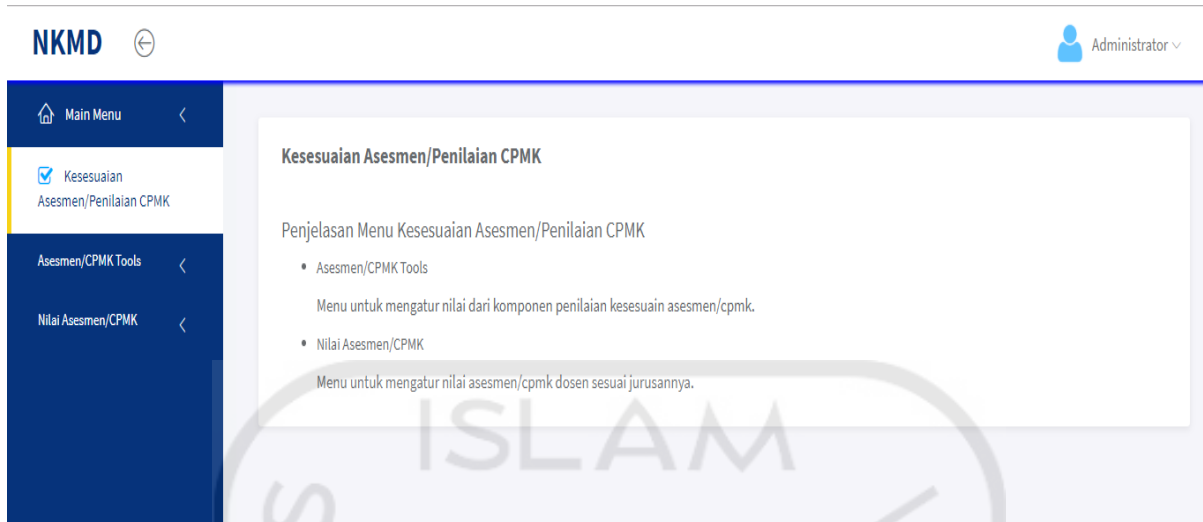 NKMD
Administrator
Main Menu
Kesesuaian
Asesmen/Penilaian CPMK
Asesmen/CPMK Tools
Nilai Asesmen/CPMK
Kesesuaian Asesmen/Penilaian CPMK
Penjelasan Menu Kesesuaian Asesmen/Penilaian CPMK
• Asesmen/CPMK Tools
Menu untuk mengatur nilai dari komponen penilaian kesesuain asesmen/cpmk.
• Nilai Asesmen/CPMK
Menu untuk mengatur nilai asesmen/cpmk dosen sesuai jurusannya.
ISLAM